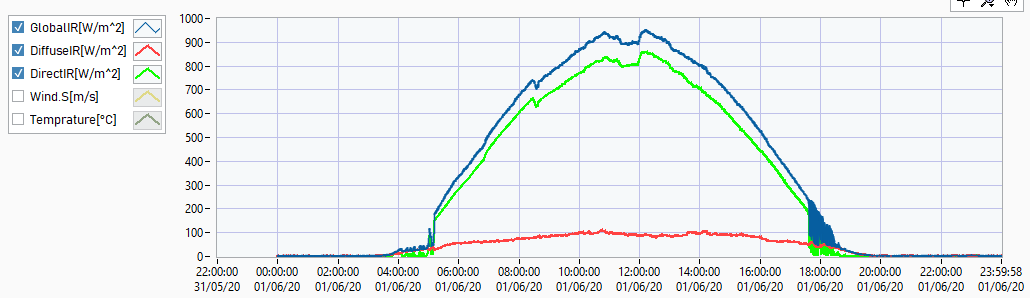 GlobalIR[W/m^2]
DiffuseIR[W/m^2]
DirectIR[W/m^2]
Wind.S[m/s]
Temprature[°C]
1000
900
800
700
600
500
400
300
200
100
0
22:00:00 00:00:00 02:00:00 04:00:00 06:00:00 08:00:00 10:00:00 12:00:00 14:00:00 16:00:00 18:00:00 20:00:00 22:00:00 23:59:58
31/05/20 01/06/20 01/06/20 01/06/20 01/06/20 01/06/20 01/06/20 01/06/20 01/06/20 01/06/20 01/06/20 01/06/20 01/06/20 01/06/20